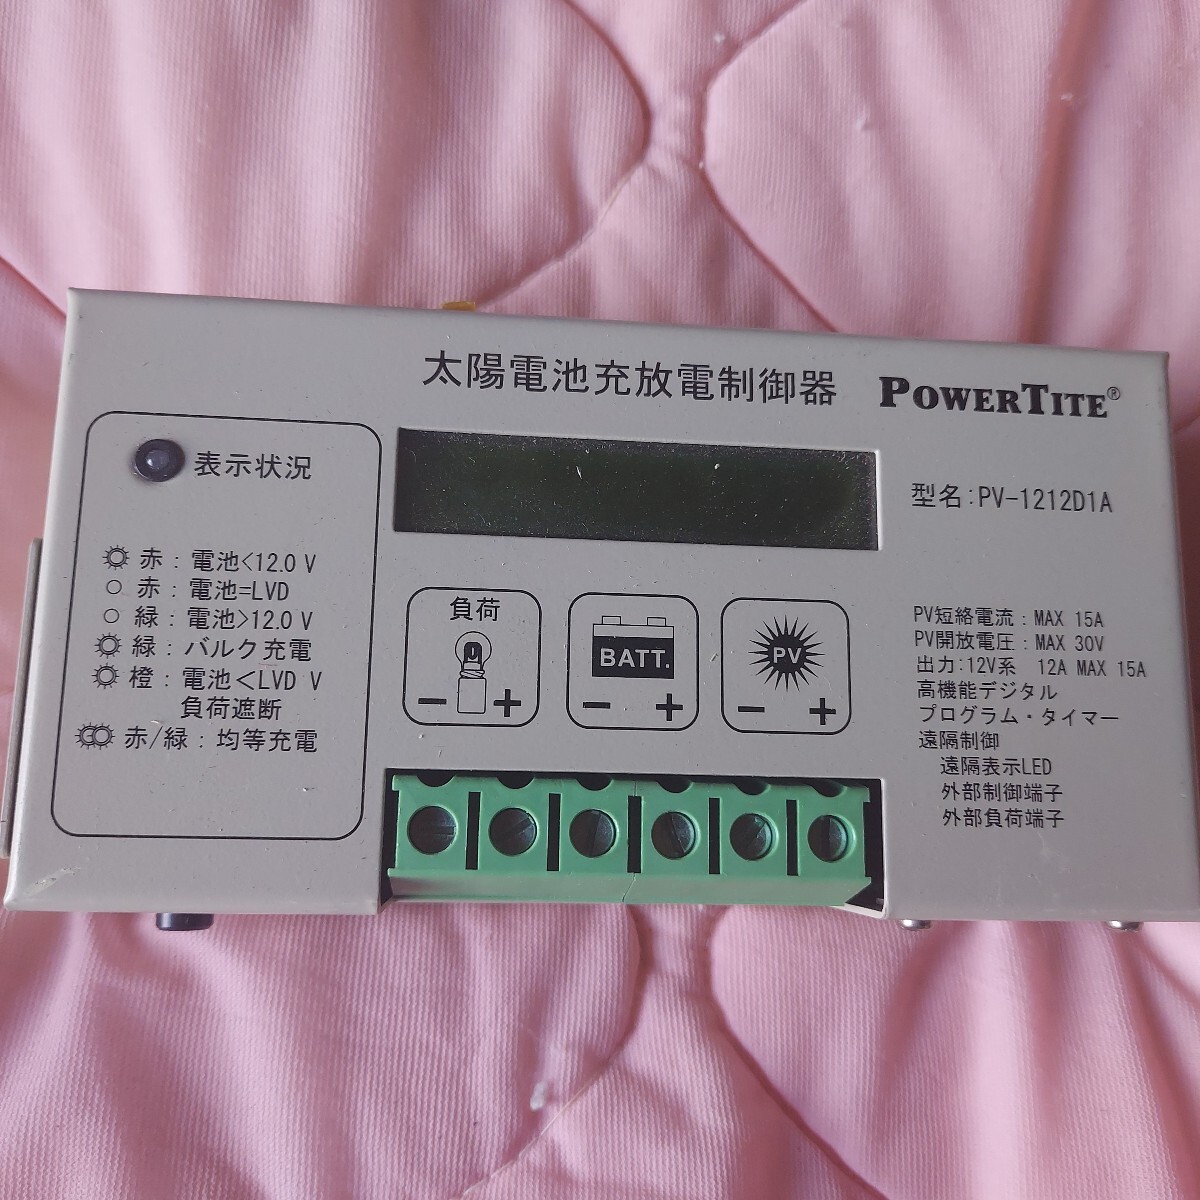 太陽電池充放電制御器 POWERTITE®
表示状況
赤：電池<12.0 V
赤：電池=LVD
緑：電池>12.0 V
緑：バルク充電
橙：電池<LVD V
負荷遮断
赤/緑：均等充電
負荷
− +
BATT.
− +
PV
− +
型名:PV-1212D1A
PV短絡電流：MAX 15A
PV開放電圧：MAX 30V
出力:12V系 12A MAX 15A
高機能デジタル
プログラム・タイマー
遠隔制御
遠隔表示LED
外部制御端子
外部負荷端子